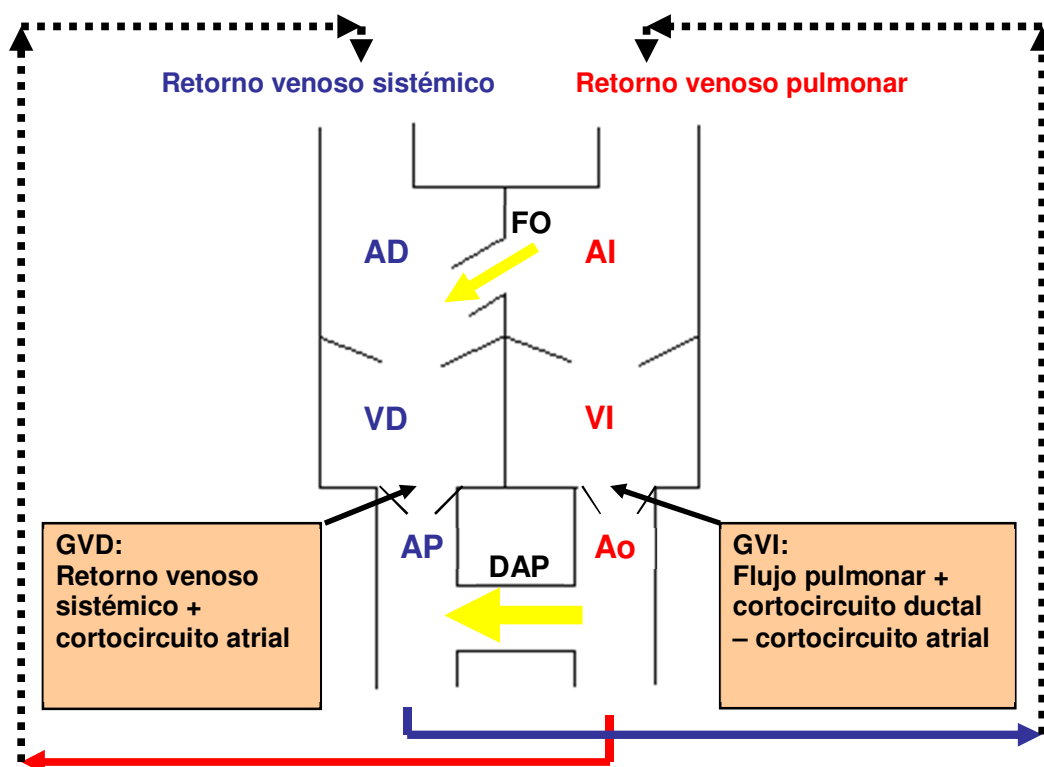 Retorno venoso sistémico
Retorno venoso pulmonar
FO
AD
AI
VD
VI
AP
DAP
Ao
GVD:
Retorno venoso
sistémico +
cortocircuito atrial
GVI:
Flujo pulmonar +
cortocircuito ductal
– cortocircuito atrial